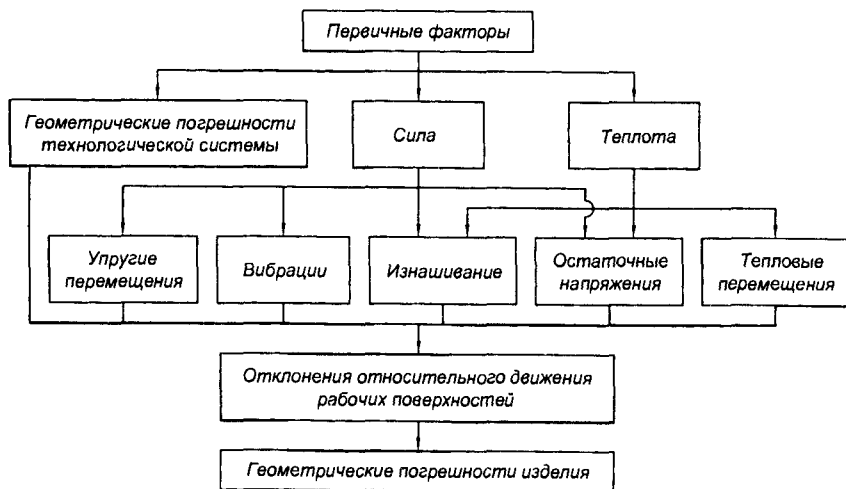 Первичные факторы
Геометрические погрешности
технологической системы
Сила
Теплота
Упругие
перемещения
Вибрации
Изнашивание
Остаточные
напряжения
Тепловые
перемещения
Отклонения относительного движения
рабочих поверхностей
Геометрические погрешности изделия